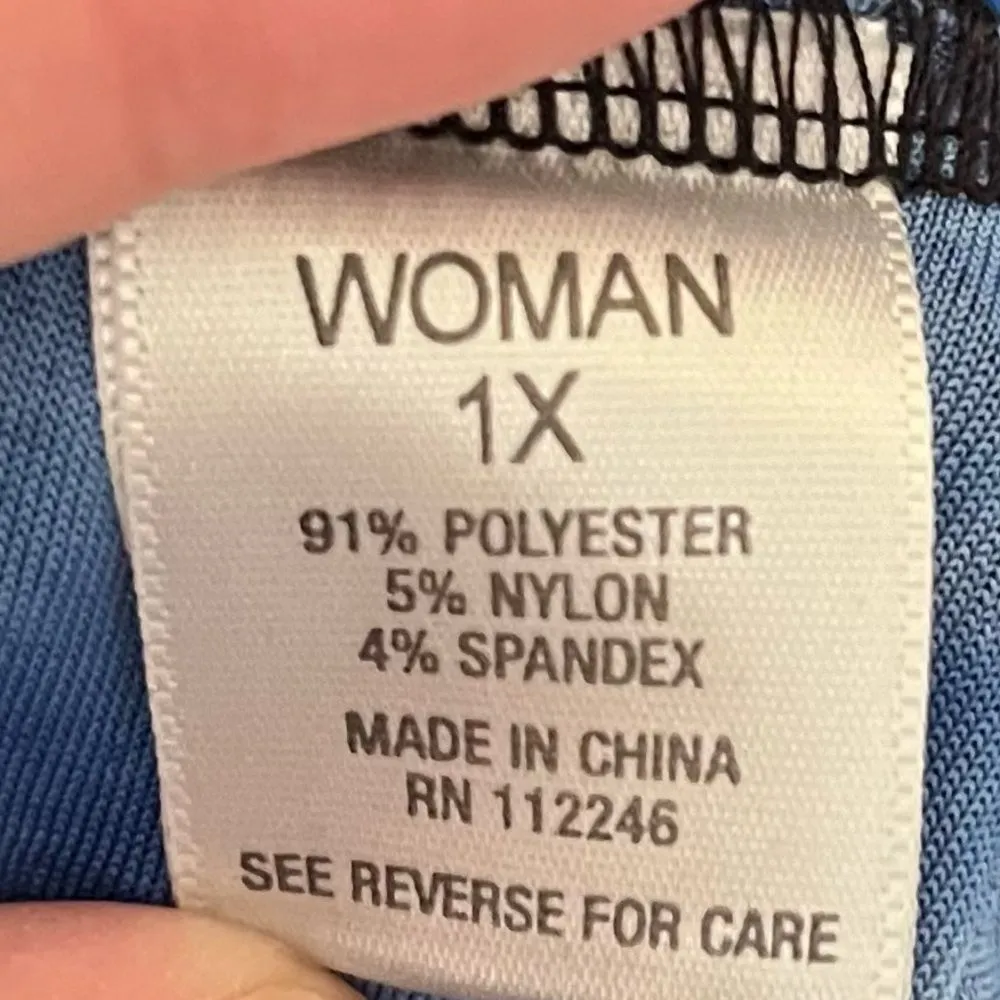 WOMAN
1X
91% POLYESTER
5% NYLON
4% SPANDEX
MADE IN CHINA
RN 112246
SEE REVERSE FOR CARE